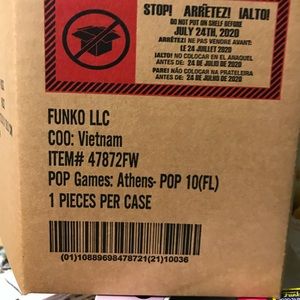 STOP! ARRÊTEZ! ¡ALTO!
DO NOT PUT ON SHELF BEFORE
JULY 24TH, 2020
ARRÊTEZ! NE PAS VENDRE AVANT:
LE 24 JUILLET 2020
¡ALTO! NO COLOCAR EN EL ANAQUEL
ANTES DE: 24 DE JULIO DE 2020
PARE! NÃO COLOCAR NA PRATELEIRA
ANTES DE: 24 DE JULHO DE 2020
FUNKO LLC
COO: Vietnam
ITEM# 47872FW
POP Games: Athens- POP 10(FL)
1 PIECES PER CASE
(01)10889698478721(21)10036